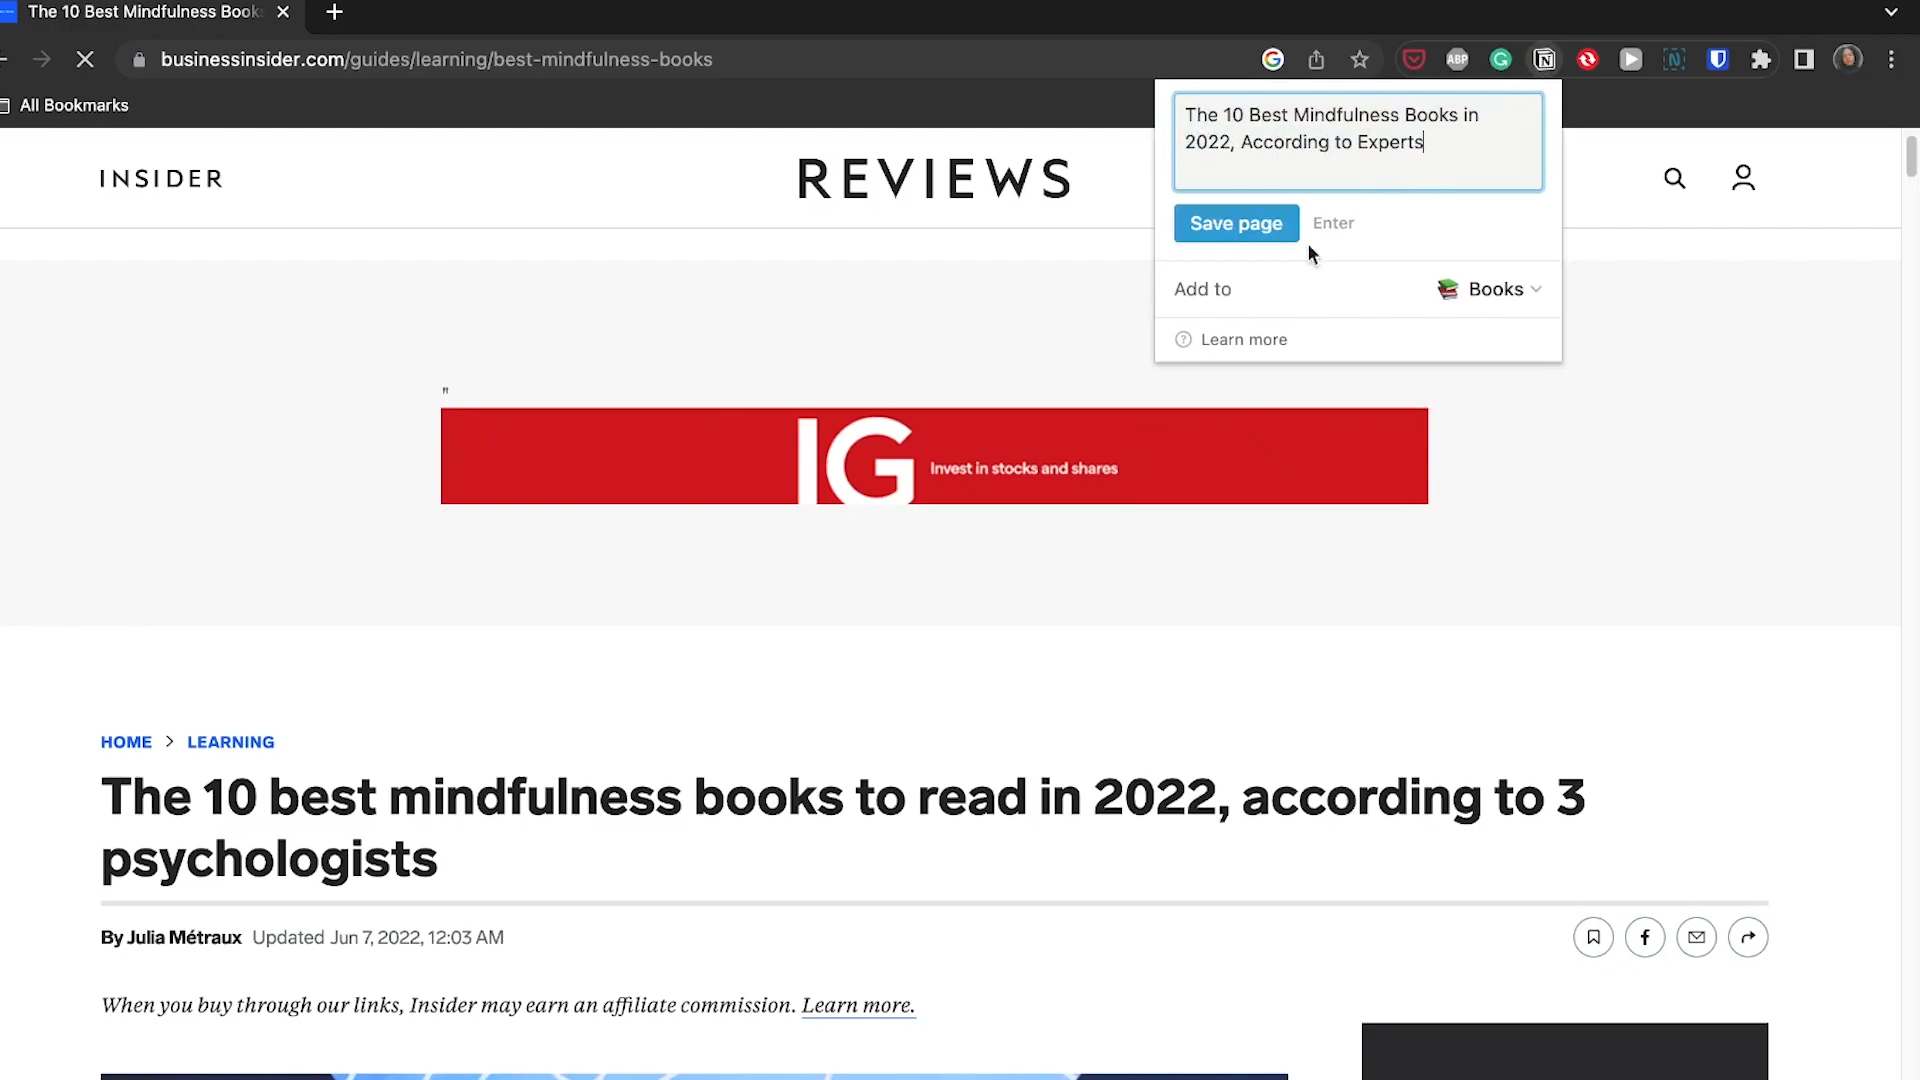 The 10 Best Mindfulness Book
businessinsider.com/guides/learning/best-mindfulness-books
ABP
All Bookmarks
The 10 Best Mindfulness Books in
2022, According to Experts
Save page Enter
Add to Books
Learn more
INSIDER
REVIEWS
"
IG Invest in stocks and shares
HOME > LEARNING
The 10 best mindfulness books to read in 2022, according to 3
psychologists
By Julia Métraux Updated Jun 7, 2022, 12:03 AM
When you buy through our links, Insider may earn an affiliate commission. Learn more.